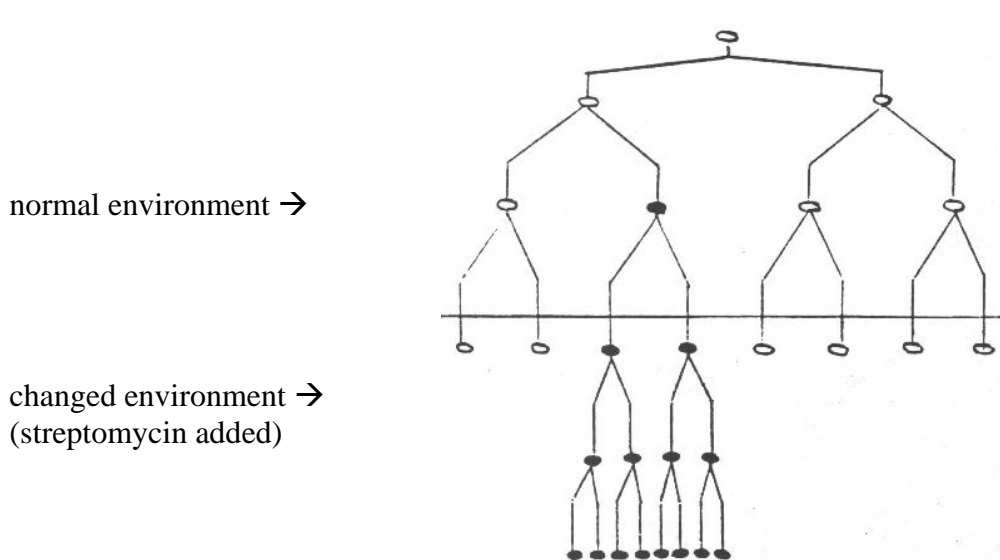 normal environment →
changed environment →
(streptomycin added)